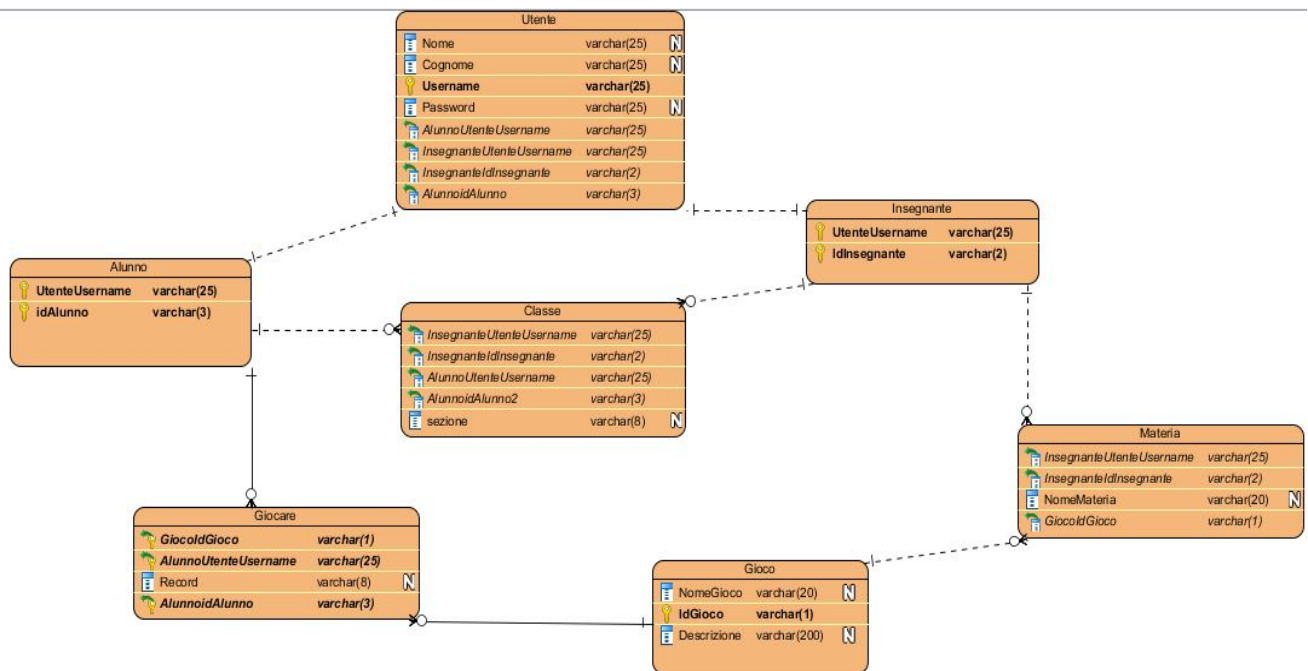 Utente
Nome varchar(25) N
Cognome varchar(25) N
Username varchar(25)
Password varchar(25) N
AlunnoUtenteUsername varchar(25)
InsegnanteUtenteUsername varchar(25)
InsegnanteIdInsegnante varchar(2)
AlunnoidAlunno varchar(3)
Insegnante
UtenteUsername varchar(25)
IdInsegnante varchar(2)
Alunno
UtenteUsername varchar(25)
idAlunno varchar(3)
Classe
InsegnanteUtenteUsername varchar(25)
InsegnanteIdInsegnante varchar(2)
AlunnoUtenteUsername varchar(25)
AlunnoidAlunno2 varchar(3)
sezione varchar(8) N
Materia
InsegnanteUtenteUsername varchar(25)
InsegnanteIdInsegnante varchar(2)
NomeMateria varchar(20) N
GiocoIdGioco varchar(1)
Giocare
GiocoIdGioco varchar(1)
AlunnoUtenteUsername varchar(25)
Record varchar(8) N
AlunnoidAlunno varchar(3)
Gioco
NomeGioco varchar(20) N
IdGioco varchar(1)
Descrizione varchar(200) N